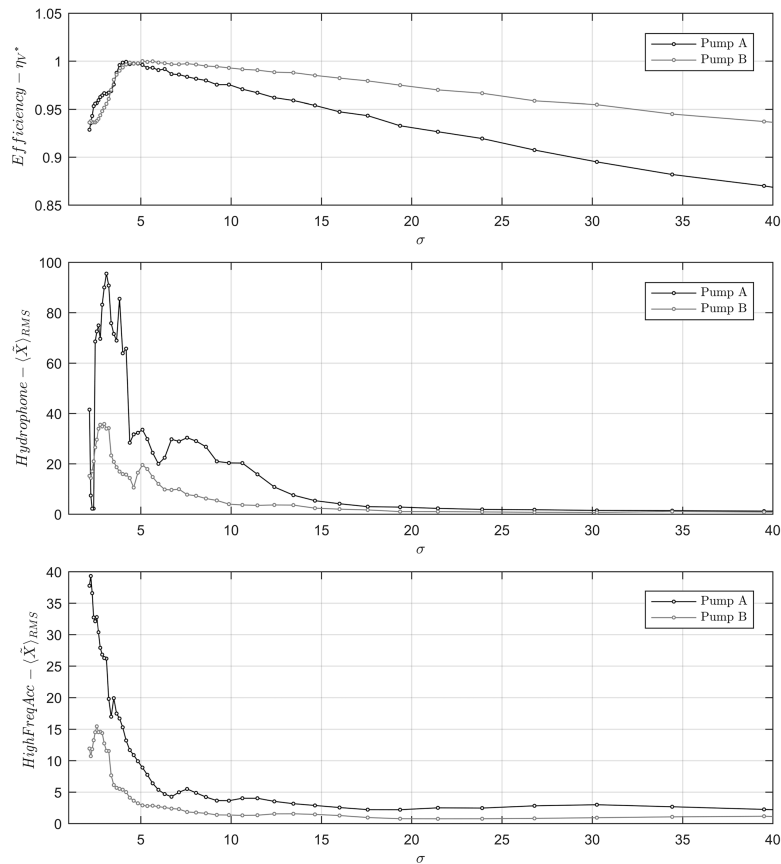 1.05
1
0.95
0.9
0.85
Efficiency − η_V*
Pump A
Pump B
5 10 15 20 25 30 35 40
σ
100
80
60
40
20
0
Hydrophone − ⟨X̃⟩_RMS
Pump A
Pump B
5 10 15 20 25 30 35 40
σ
40
35
30
25
20
15
10
5
0
HighFreqAcc − ⟨X̃⟩_RMS
Pump A
Pump B
5 10 15 20 25 30 35 40
σ